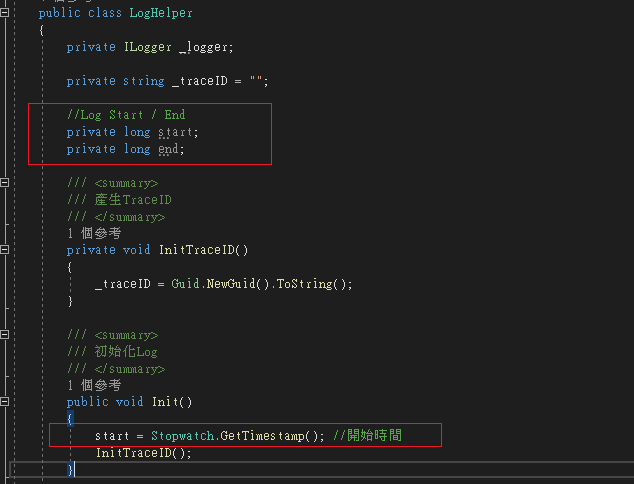 public class LogHelper
{
private ILogger _logger;
private string _traceID = "";
//Log Start / End
private long start;
private long end;
/// <summary>
/// 產生TraceID
/// </summary>
1 個參考
private void InitTraceID()
{
_traceID = Guid.NewGuid().ToString();
}
/// <summary>
/// 初始化Log
/// </summary>
1 個參考
public void Init()
{
start = Stopwatch.GetTimestamp(); //開始時間
InitTraceID();
}